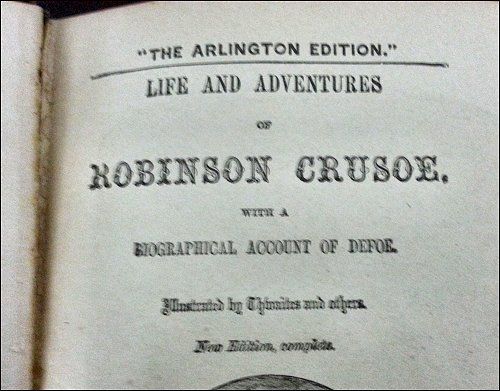 "THE ARLINGTON EDITION."
LIFE AND ADVENTURES
OF
ROBINSON CRUSOE.
WITH A
BIOGRAPHICAL ACCOUNT OF DEFOE.
Illustrated by Thwaites and others.
New Edition, complete.